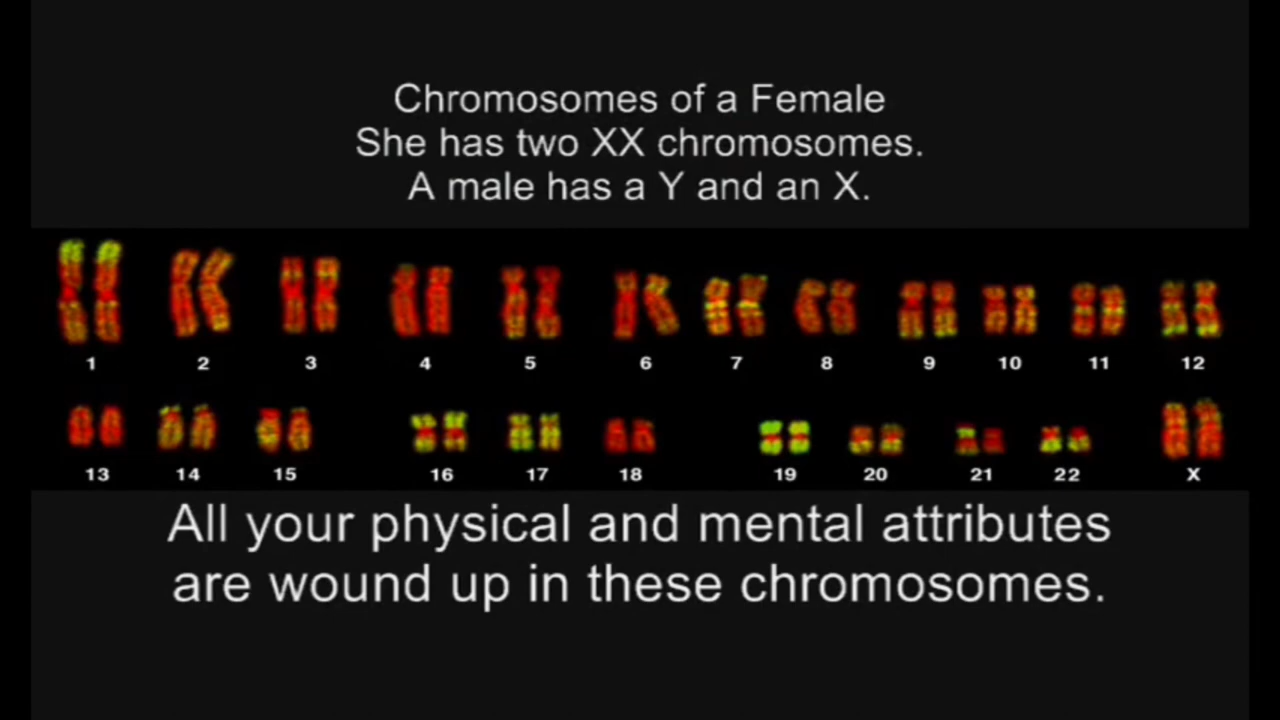 Chromosomes of a Female
She has two XX chromosomes.
A male has a Y and an X.
1 2 3 4 5 6 7 8 9 10 11 12
13 14 15 16 17 18 19 20 21 22 X
All your physical and mental attributes
are wound up in these chromosomes.